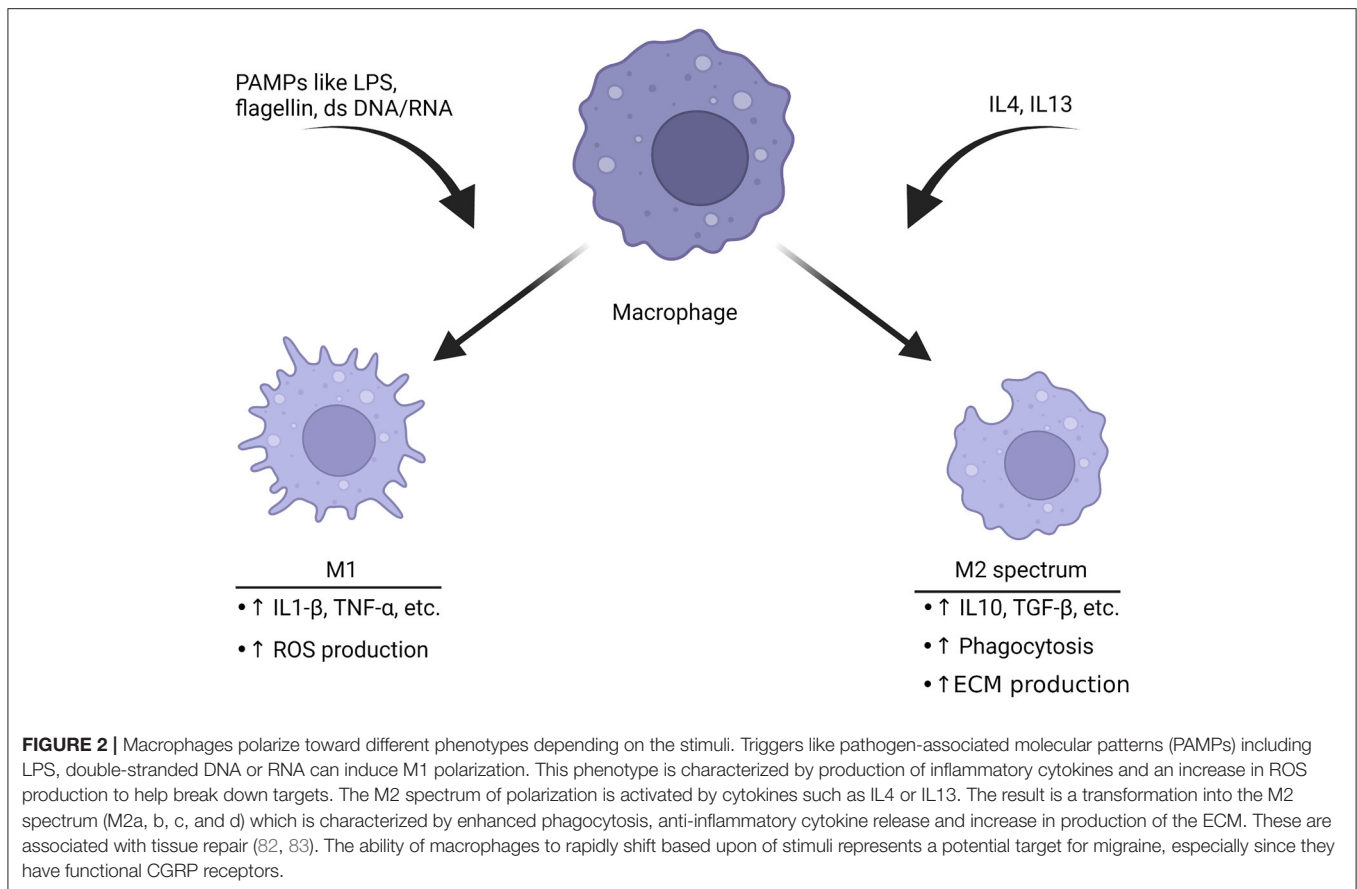 PAMPs like LPS,
flagellin, ds DNA/RNA
IL4, IL13
Macrophage
M1
• ↑ IL1-β, TNF-α, etc.
• ↑ ROS production
M2 spectrum
• ↑ IL10, TGF-β, etc.
• ↑ Phagocytosis
• ↑ECM production
FIGURE 2 | Macrophages polarize toward different phenotypes depending on the stimuli. Triggers like pathogen-associated molecular patterns (PAMPs) including
LPS, double-stranded DNA or RNA can induce M1 polarization. This phenotype is characterized by production of inflammatory cytokines and an increase in ROS
production to help break down targets. The M2 spectrum of polarization is activated by cytokines such as IL4 or IL13. The result is a transformation into the M2
spectrum (M2a, b, c, and d) which is characterized by enhanced phagocytosis, anti-inflammatory cytokine release and increase in production of the ECM. These are
associated with tissue repair (82, 83). The ability of macrophages to rapidly shift based upon of stimuli represents a potential target for migraine, especially since they
have functional CGRP receptors.